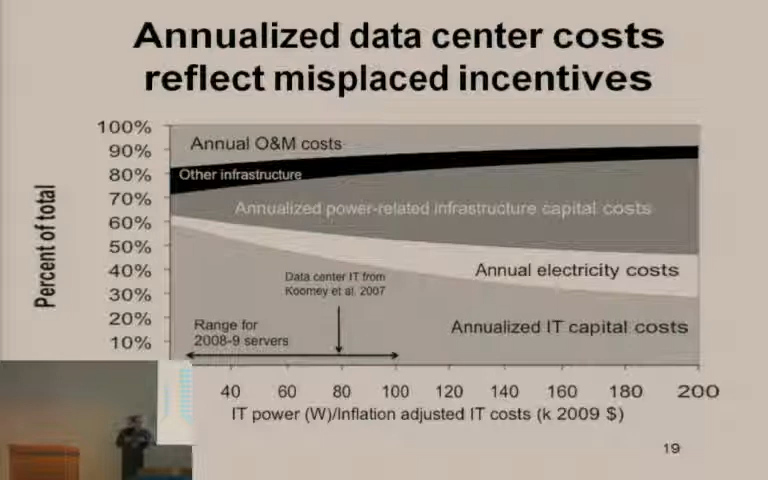 Annualized data center costs
reflect misplaced incentives
Percent of total
100%
90%
80%
70%
60%
50%
40%
30%
20%
10%
Annual O&M costs
Other infrastructure
Annualized power-related infrastructure capital costs
Annual electricity costs
Data center IT from
Koomey et al. 2007
Range for
2008-9 servers
Annualized IT capital costs
40 60 80 100 120 140 160 180 200
IT power (W)/Inflation adjusted IT costs (k 2009 $)
19